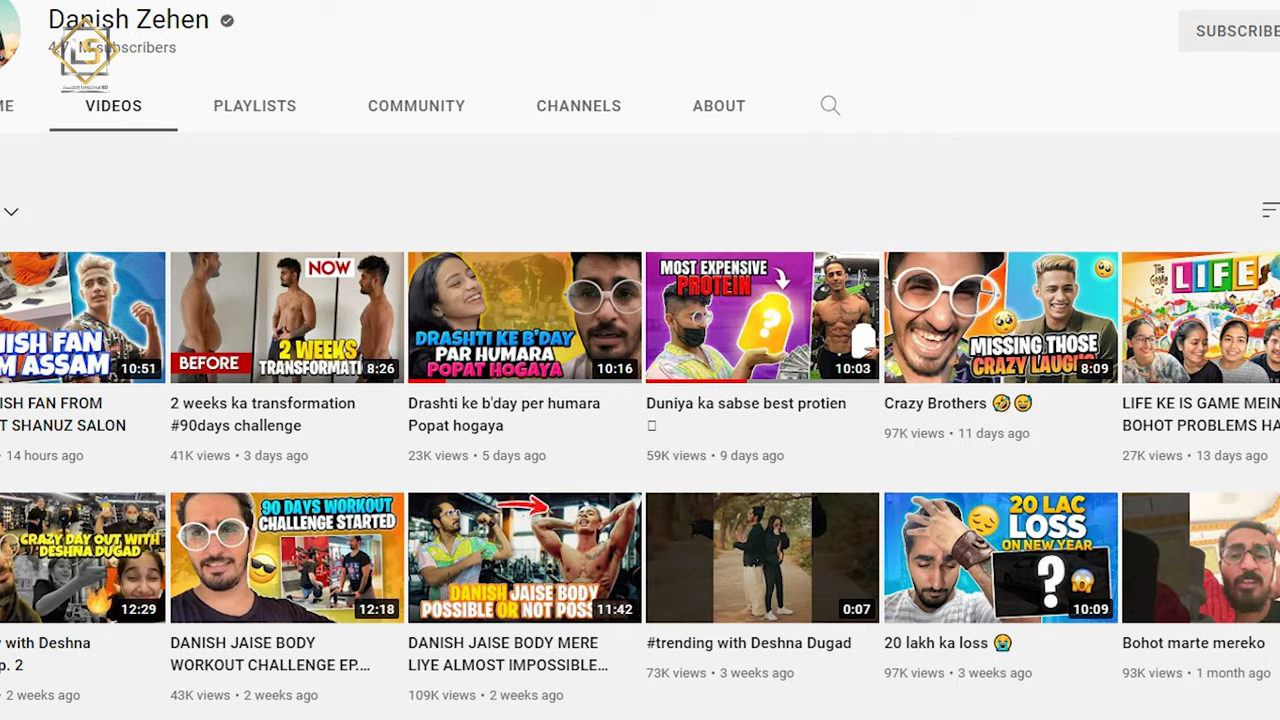 Danish Zehen
subscribers
SUBSCRIBE
ME
VIDEOS
PLAYLISTS
COMMUNITY
CHANNELS
ABOUT
ISH FAN
M ASSAM
10:51
NOW
BEFORE
2 WEEKS
TRANSFORMATI
8:26
DRASHTI KE B'DAY
PAR HUMARA
POPAT HOGAYA
10:16
MOST EXPENSIVE
PROTEIN
?
10:03
MISSING THOSE
CRAZY LAUGH
8:09
THE GAME OF
LIFE
ISH FAN FROM
T SHANUZ SALON
14 hours ago
2 weeks ka transformation
#90days challenge
41K views • 3 days ago
Drashti ke b'day per humara
Popat hogaya
23K views • 5 days ago
Duniya ka sabse best protien
59K views • 9 days ago
Crazy Brothers 🤣😅
97K views • 11 days ago
LIFE KE IS GAME MEIN
BOHOT PROBLEMS HA
27K views • 13 days ago
CRAZY DAY OUT WITH
DESHNA DUGAD
12:29
90 DAYS WORKOUT
CHALLENGE STARTED
12:18
DANISH JAISE BODY
POSSIBLE OR NOT POSS
11:42
0:07
20 LAC
LOSS
ON NEW YEAR
?
10:09
y with Deshna
p. 2
2 weeks ago
DANISH JAISE BODY
WORKOUT CHALLENGE EP....
43K views • 2 weeks ago
DANISH JAISE BODY MERE
LIYE ALMOST IMPOSSIBLE...
109K views • 2 weeks ago
#trending with Deshna Dugad
73K views • 3 weeks ago
20 lakh ka loss 😭
97K views • 3 weeks ago
Bohot marte mereko
93K views • 1 month ago